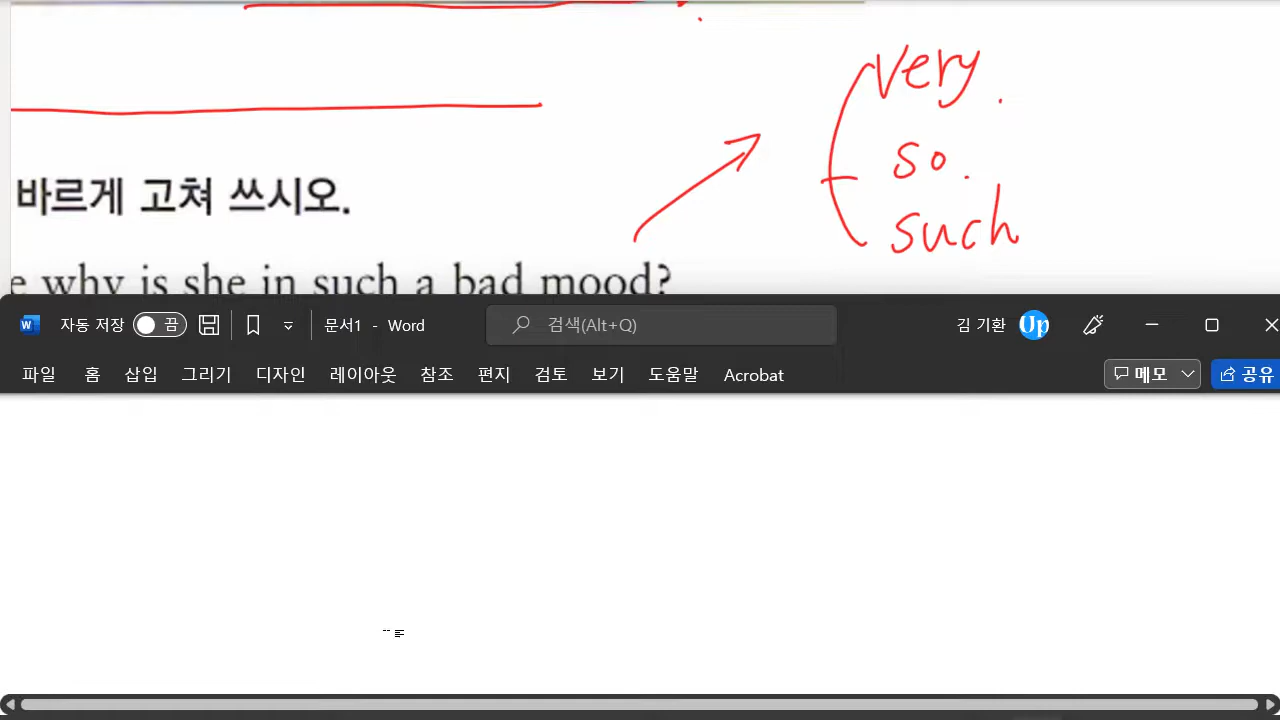 very.
so.
such
바르게 고쳐 쓰시오.
e why is she in such a bad mood?
자동 저장 끔 문서1 - Word 검색(Alt+Q) 김 기환 Up
파일 홈 삽입 그리기 디자인 레이아웃 참조 편지 검토 보기 도움말 Acrobat 메모 공유